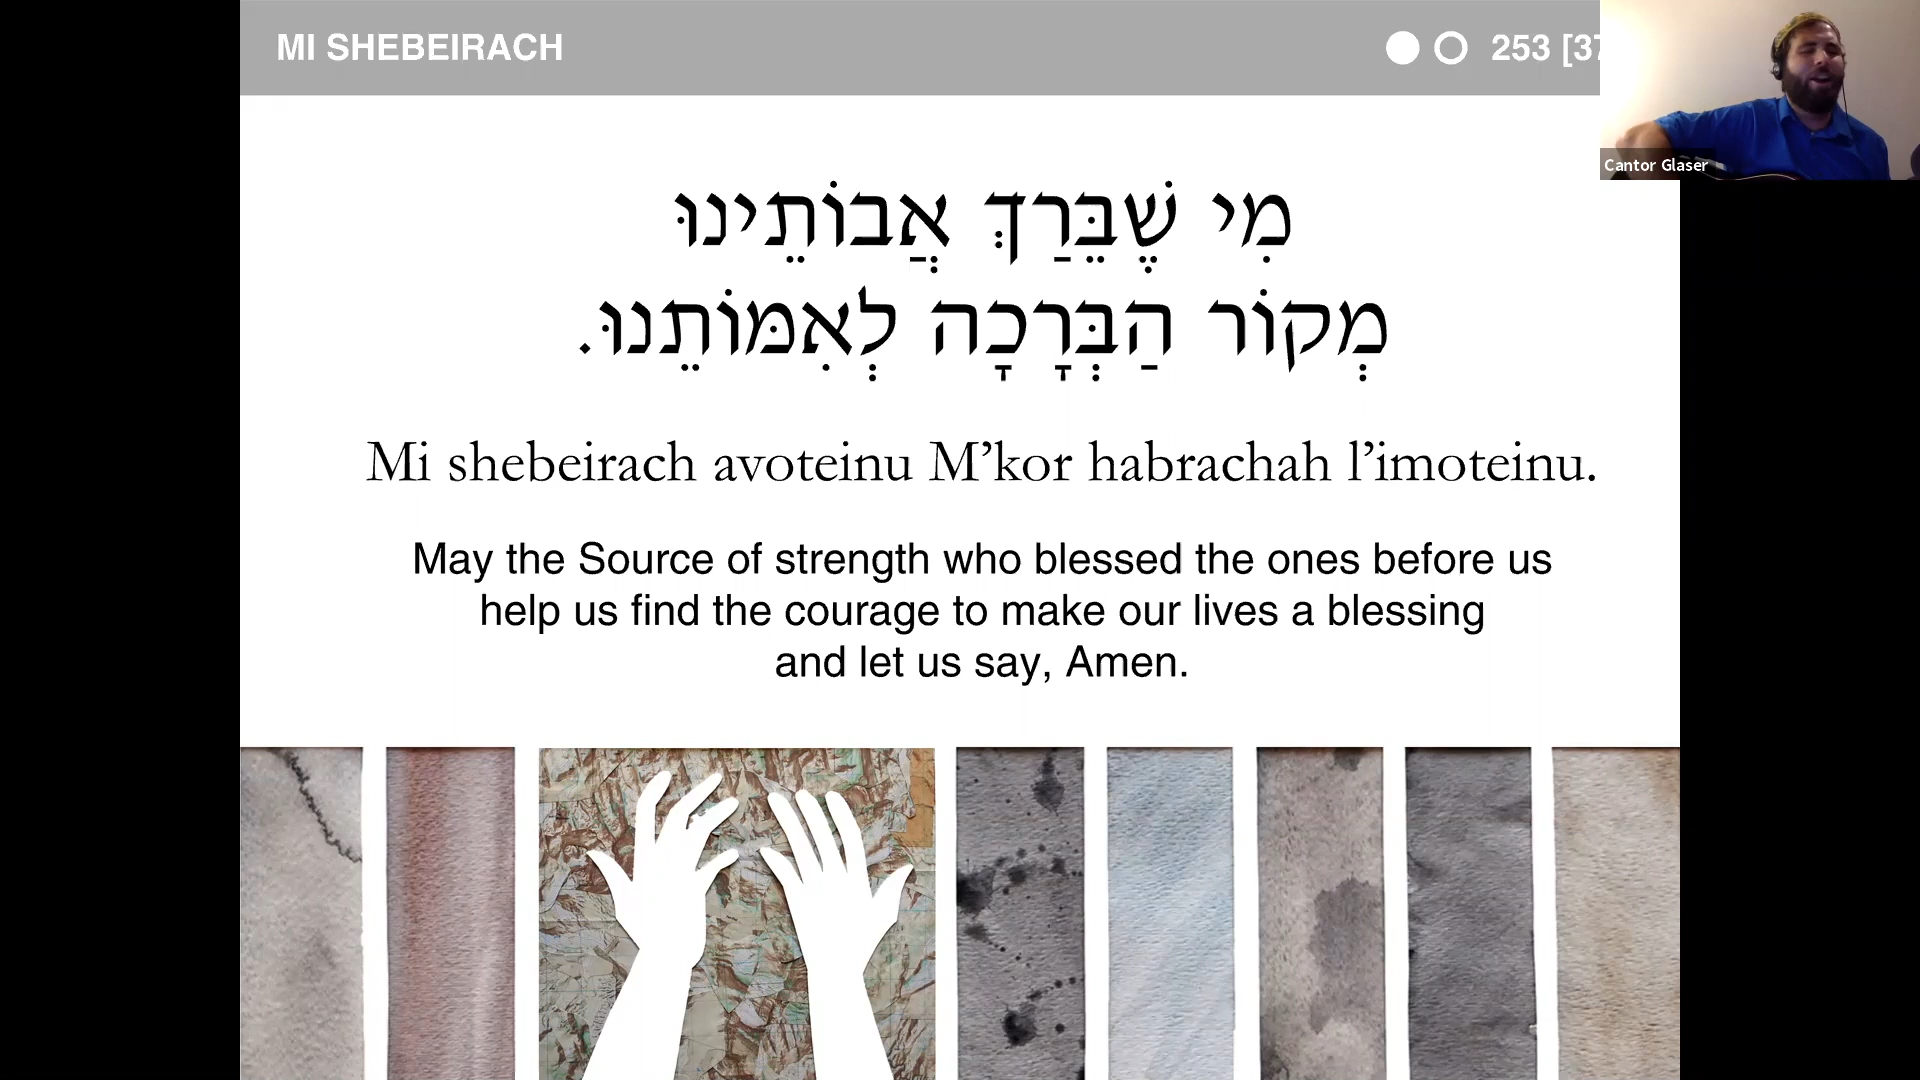 MI SHEBEIRACH
253 [37
Cantor Glaser
מִי שֶׁבֵּרַךְ אֲבוֹתֵינוּ
מְקוֹר הַבְּרָכָה לְאִמּוֹתֵנוּ.
Mi shebeirach avoteinu M’kor habrachah l’imoteinu.
May the Source of strength who blessed the ones before us
help us find the courage to make our lives a blessing
and let us say, Amen.